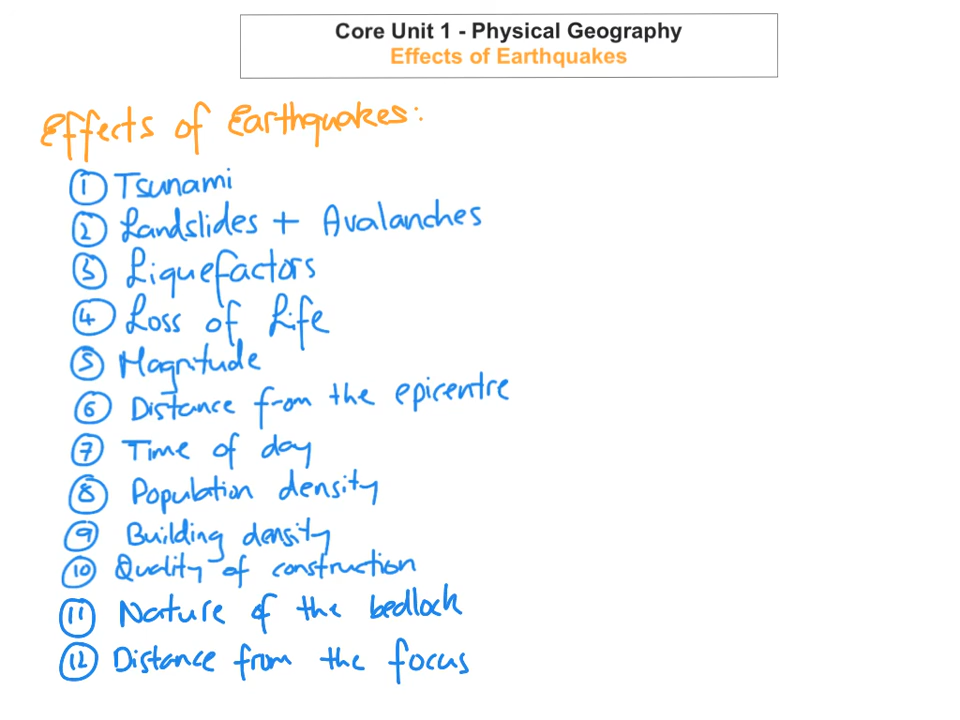 Core Unit 1 - Physical Geography
Effects of Earthquakes
Effects of Earthquakes:
1 Tsunami
2 Landslides + Avalanches
3 Liquefactors
4 Loss of Life
5 Magnitude
6 Distance from the epicentre
7 Time of day
8 Population density
9 Building density
10 Quality of construction
11 Nature of the bedlock
12 Distance from the focus